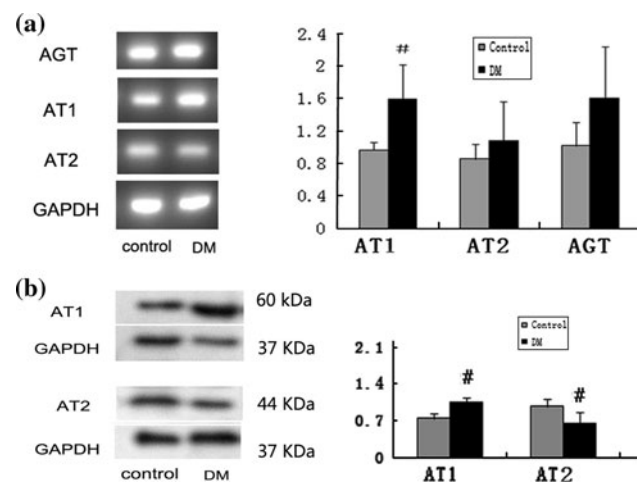 (a)
AGT
AT1
AT2
GAPDH
control DM
2.4
2
1.6
1.2
0.8
0.4
0
#
Control
DM
AT1 AT2 AGT
(b)
AT1 60 kDa
GAPDH 37 KDa
AT2 44 KDa
GAPDH 37 KDa
control DM
2.1
1.4
0.7
0
# #
Control
DM
AT1 AT2